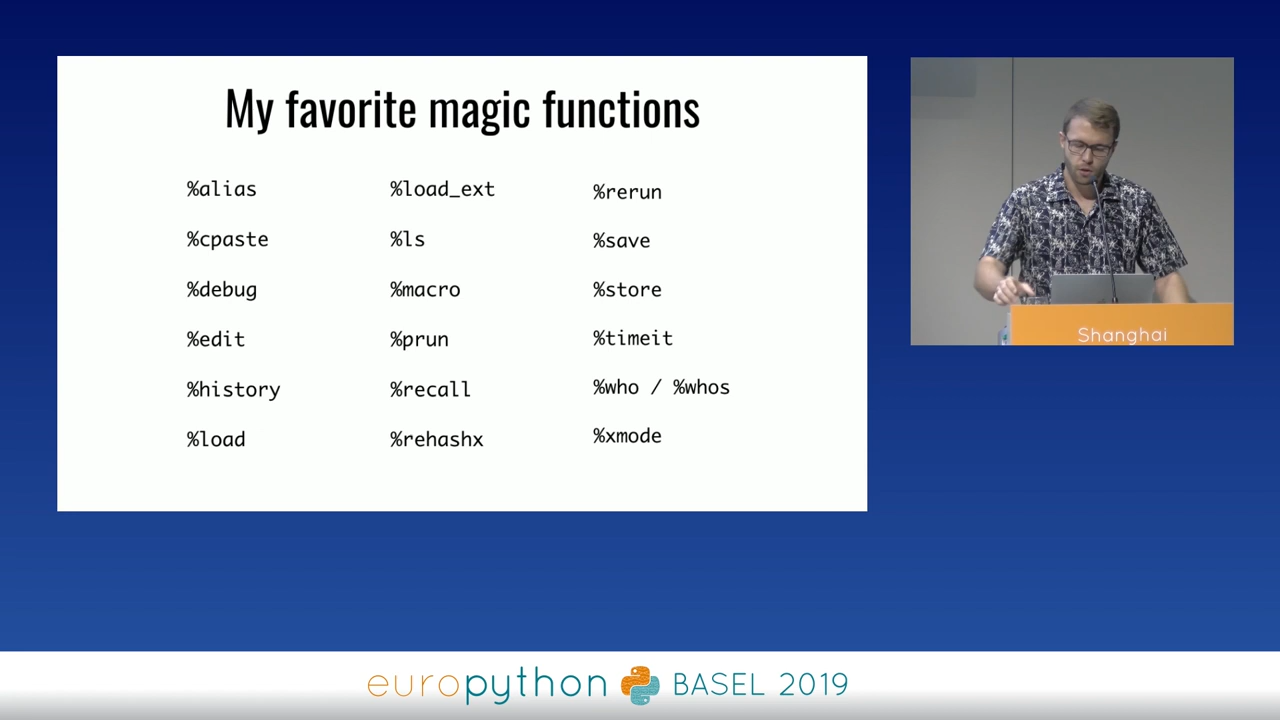 My favorite magic functions
%alias
%cpaste
%debug
%edit
%history
%load
%load_ext
%ls
%macro
%prun
%recall
%rehashx
%rerun
%save
%store
%timeit
%who / %whos
%xmode
Shanghai
europython BASEL 2019